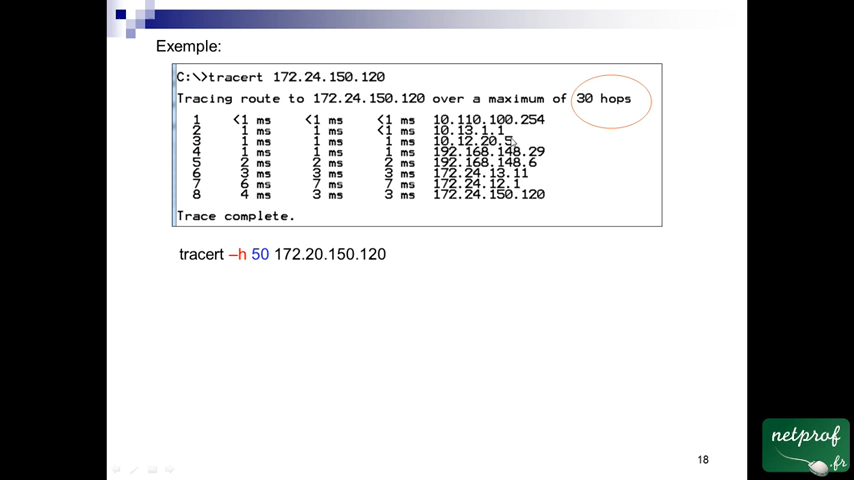 Exemple:
C:\>tracert 172.24.150.120
Tracing route to 172.24.150.120 over a maximum of 30 hops
1 <1 ms <1 ms <1 ms 10.110.100.254
2 1 ms 1 ms <1 ms 10.13.1.1
3 1 ms 1 ms 1 ms 10.12.20.5
4 1 ms 1 ms 1 ms 192.168.148.29
5 2 ms 2 ms 2 ms 192.168.148.6
6 3 ms 3 ms 3 ms 172.24.13.11
7 6 ms 7 ms 7 ms 172.24.12.1
8 4 ms 3 ms 3 ms 172.24.150.120
Trace complete.
tracert –h 50 172.20.150.120
18
netprof
.fr